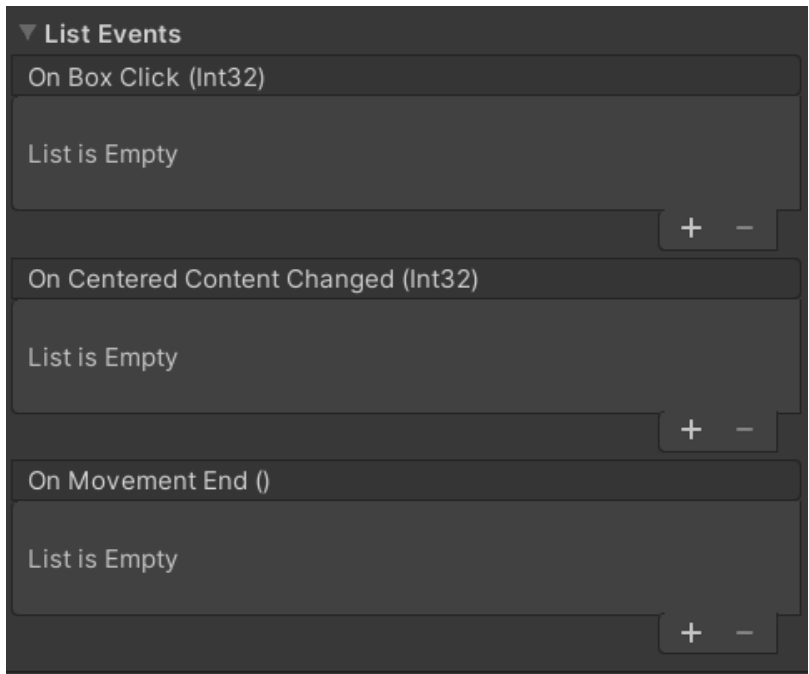 List Events
On Box Click (Int32)
List is Empty
+ −
On Centered Content Changed (Int32)
List is Empty
+ −
On Movement End ()
List is Empty
+ −